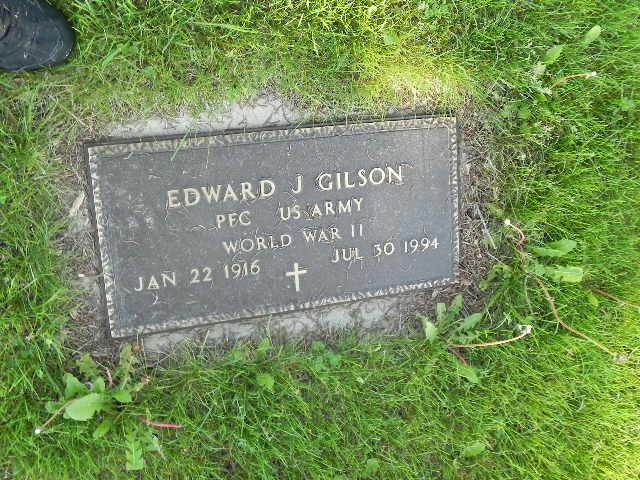 EDWARD J GILSON
PFC US ARMY
WORLD WAR II
JAN 22 1916 JUL 30 1994